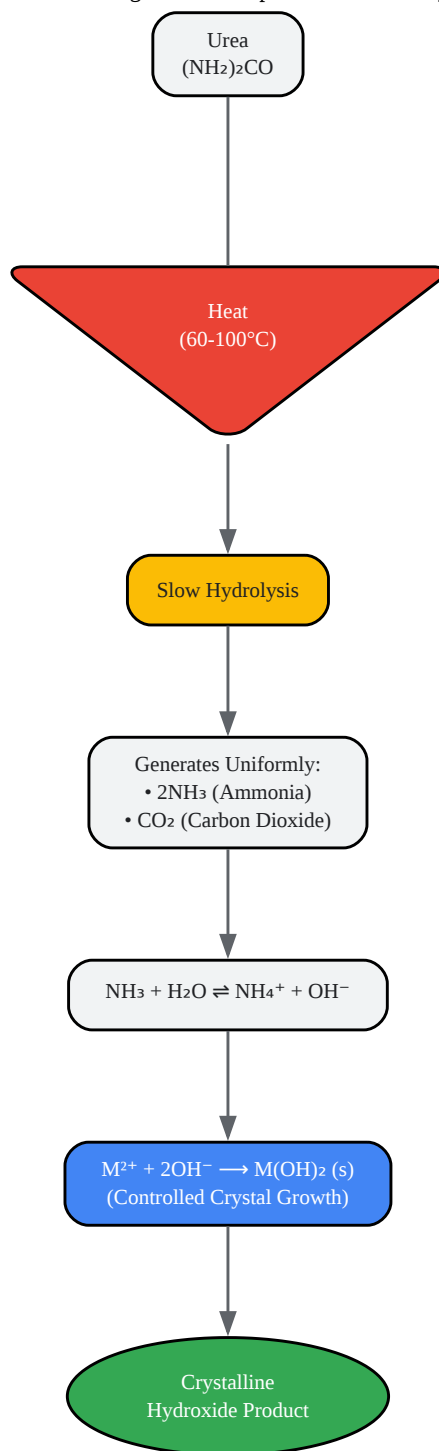 Urea
(NH₂)₂CO
Heat
(60-100°C)
Slow Hydrolysis
Generates Uniformly:
• 2NH₃ (Ammonia)
• CO₂ (Carbon Dioxide)
NH₃ + H₂O ⇌ NH₄⁺ + OH⁻
M²⁺ + 2OH⁻ ⟶ M(OH)₂ (s)
(Controlled Crystal Growth)
Crystalline
Hydroxide Product